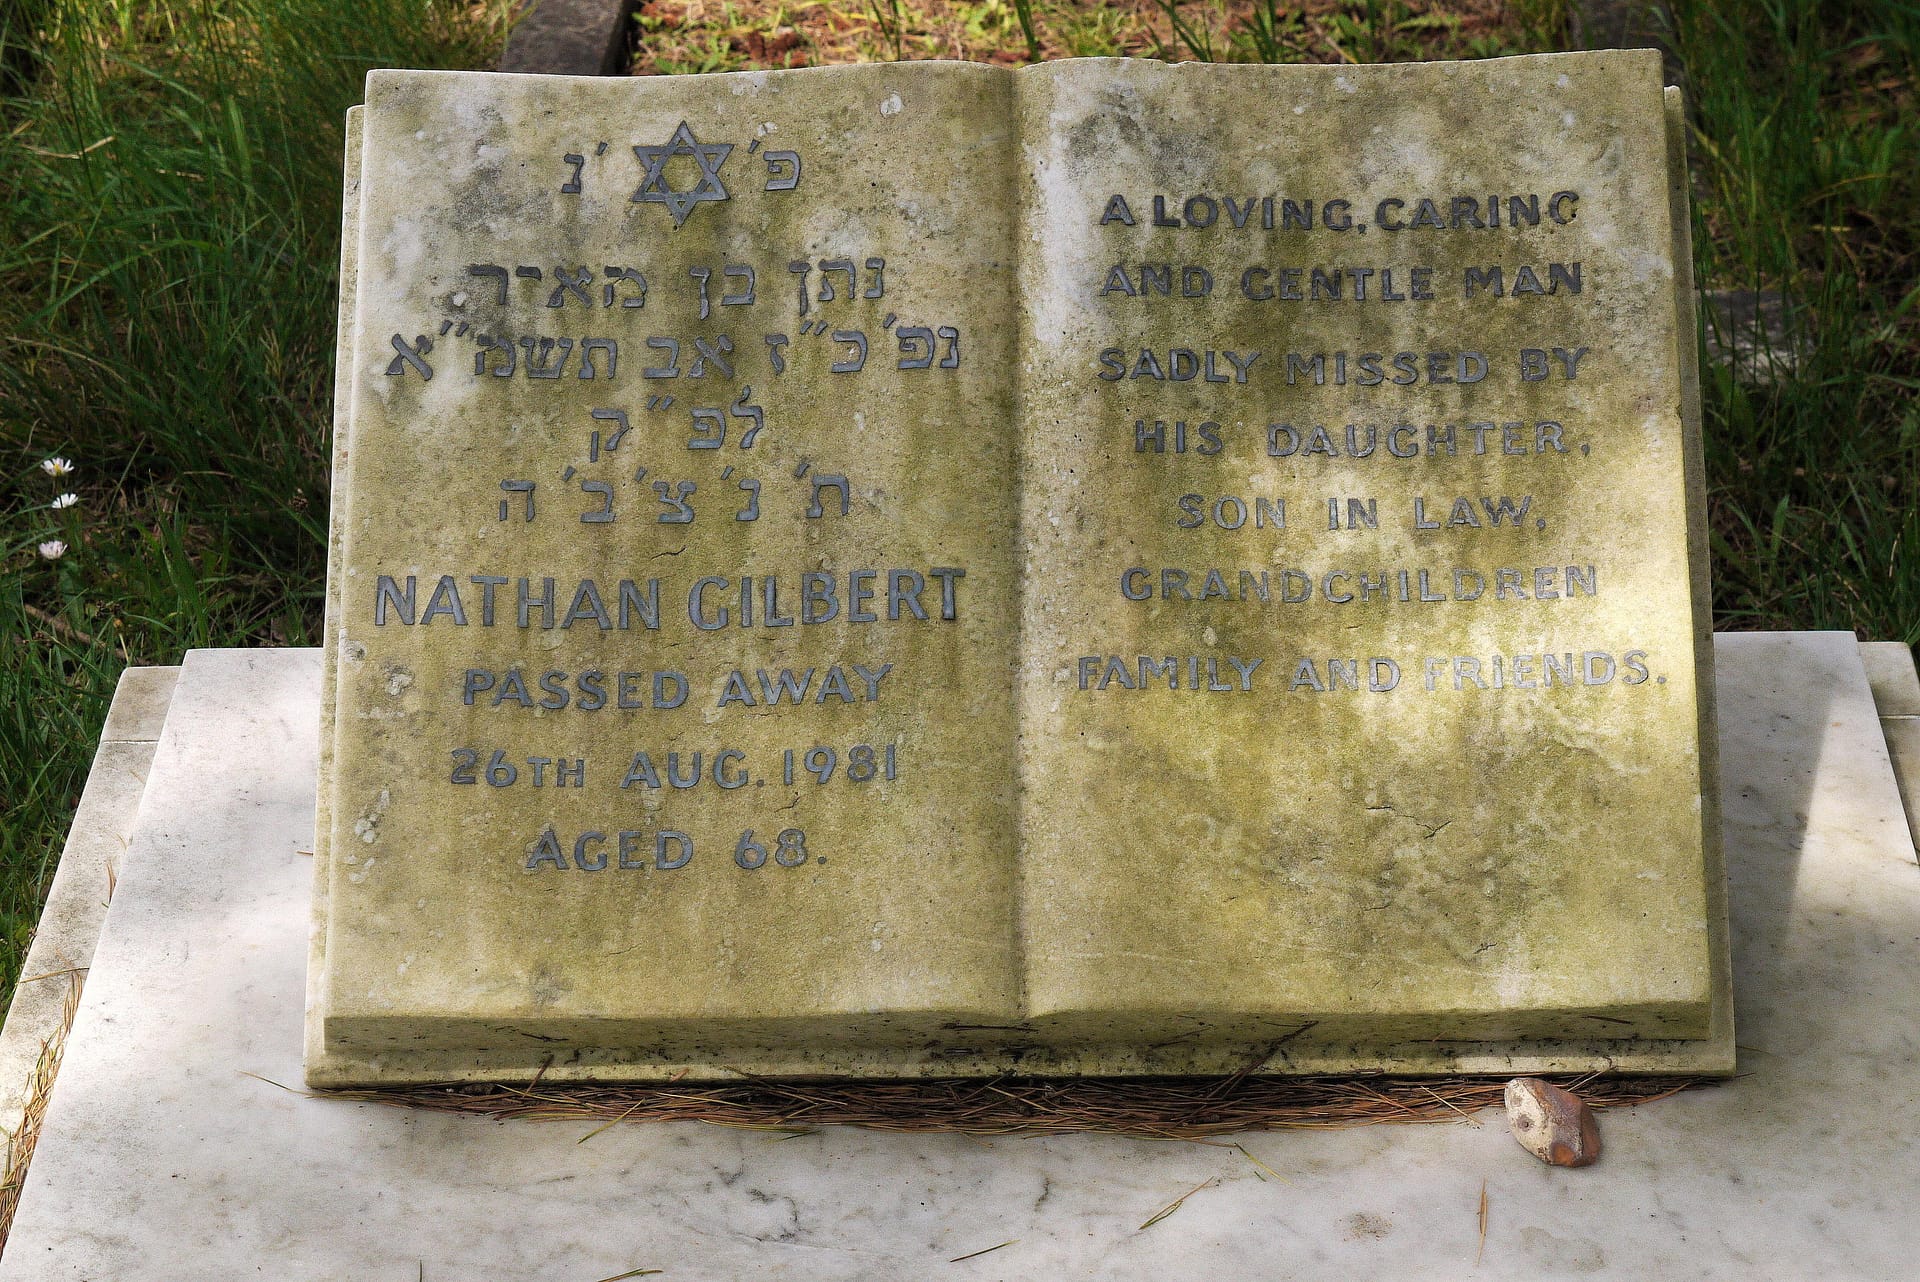 פ' נ'
נתן בן מאיר
נפ' כ"ז אב תשמ"א
לפ"ק
ת' נ' צ' ב' ה
NATHAN GILBERT
PASSED AWAY
26TH AUG. 1981
AGED 68.
A LOVING, CARING
AND GENTLE MAN
SADLY MISSED BY
HIS DAUGHTER,
SON IN LAW,
GRANDCHILDREN
FAMILY AND FRIENDS.